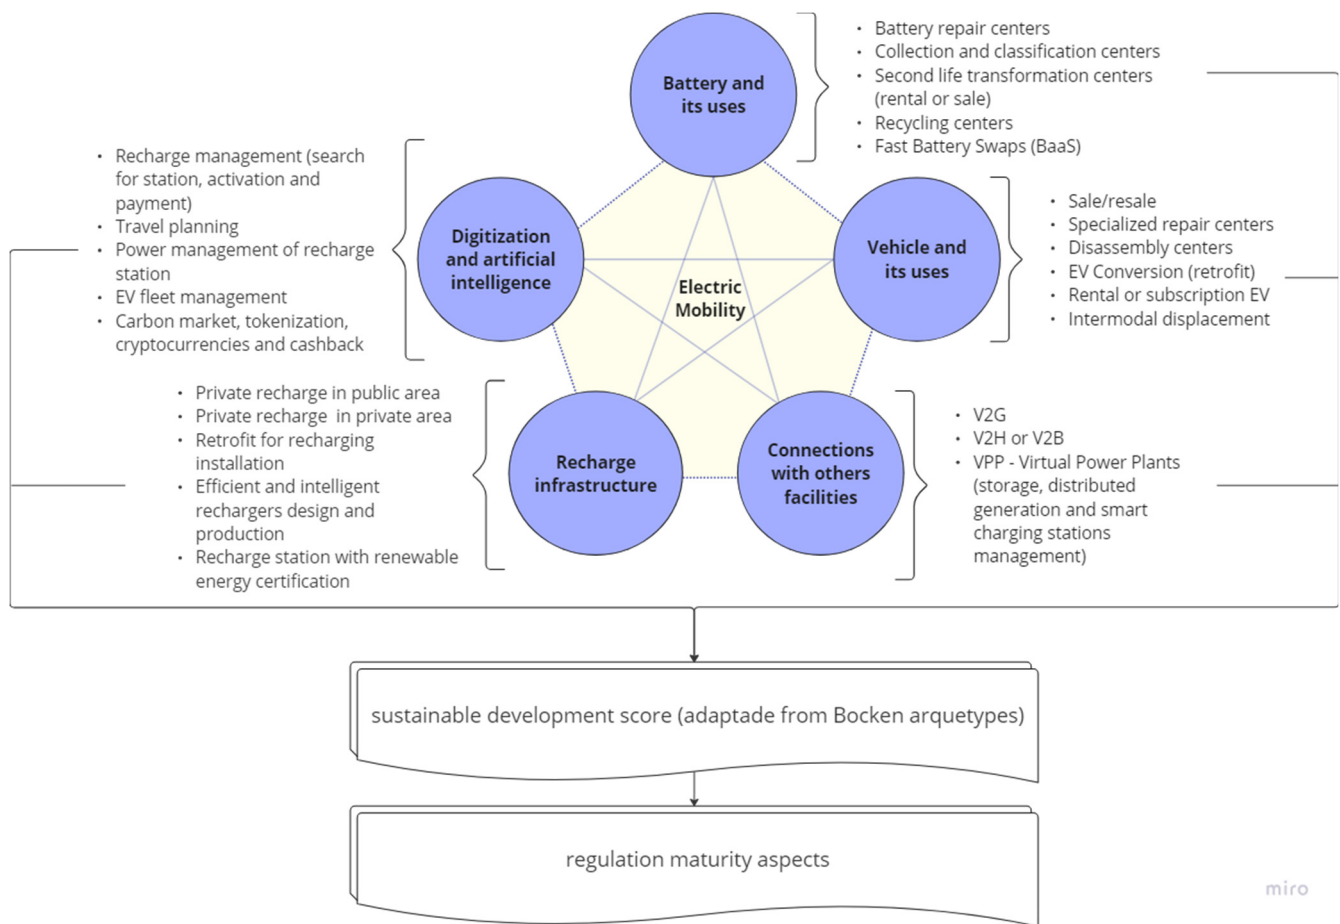 Battery and
its uses
• Battery repair centers
• Collection and classification centers
• Second life transformation centers
(rental or sale)
• Recycling centers
• Fast Battery Swaps (BaaS)
• Recharge management (search
for station, activation and
payment)
• Travel planning
• Power management of recharge
station
• EV fleet management
• Carbon market, tokenization,
cryptocurrencies and cashback
Digitization
and artificial
intelligence
Electric
Mobility
Vehicle and
its uses
• Sale/resale
• Specialized repair centers
• Disassembly centers
• EV Conversion (retrofit)
• Rental or subscription EV
• Intermodal displacement
• Private recharge in public area
• Private recharge in private area
• Retrofit for recharging
installation
• Efficient and intelligent
rechargers design and
production
• Recharge station with renewable
energy certification
Recharge
infrastructure
Connections
with others
facilities
• V2G
• V2H or V2B
• VPP - Virtual Power Plants
(storage, distributed
generation and smart
charging stations
management)
sustainable development score (adaptade from Bocken arquetypes)
regulation maturity aspects
miro